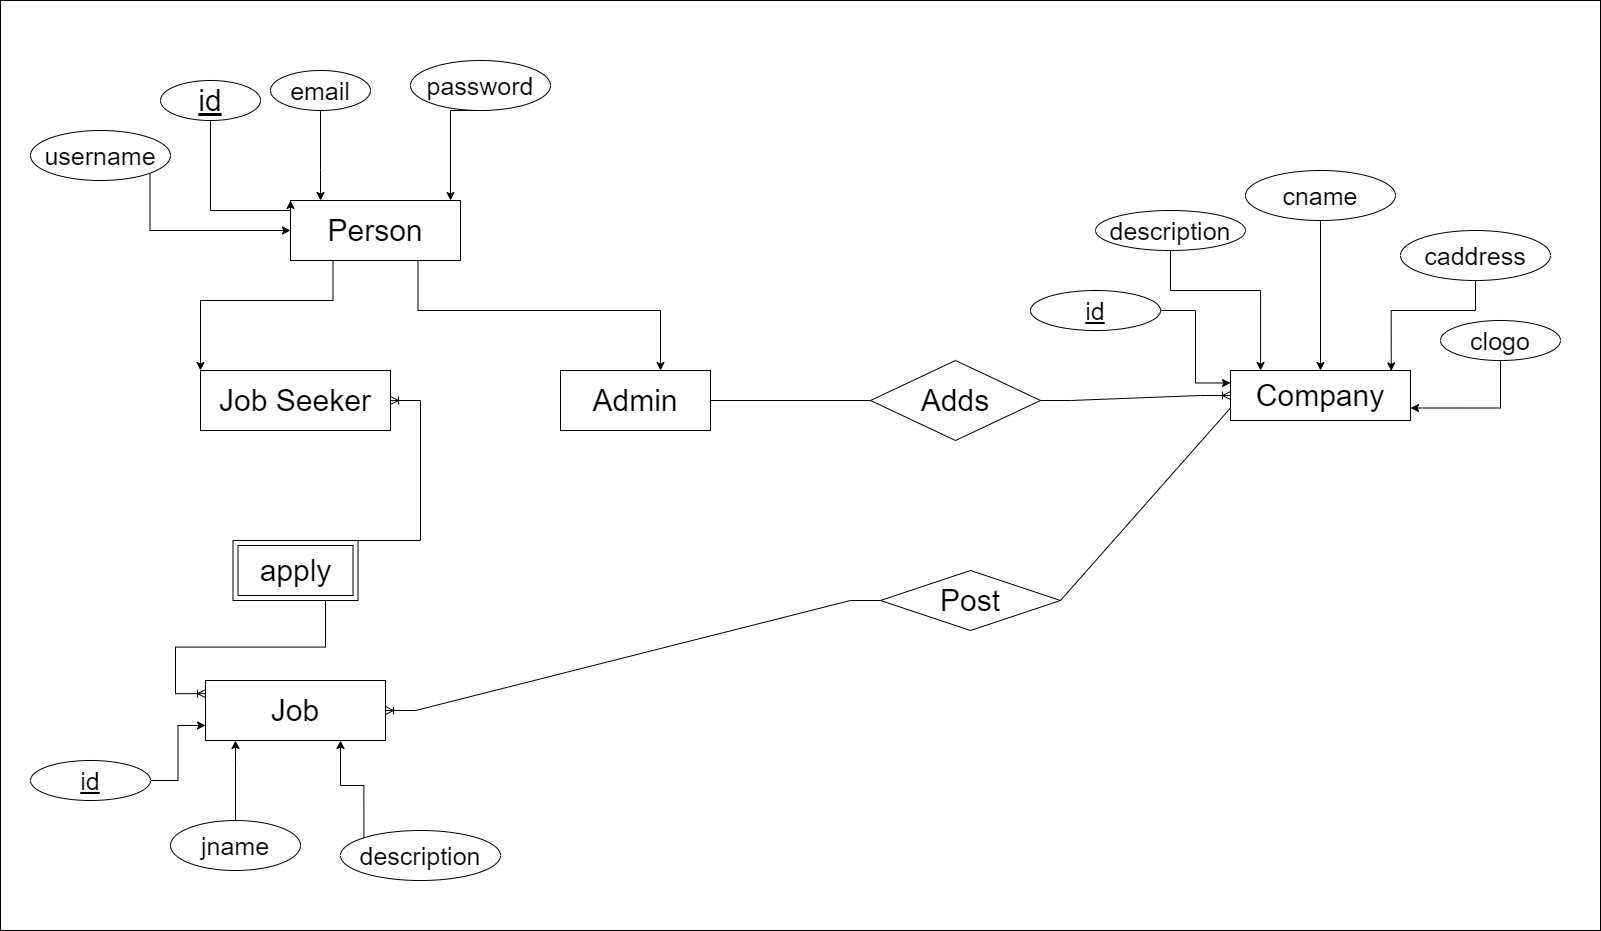 password
email
id
username
Person
cname
description
caddress
id
clogo
Job Seeker
Admin
Adds
Company
apply
Post
Job
id
jname
description